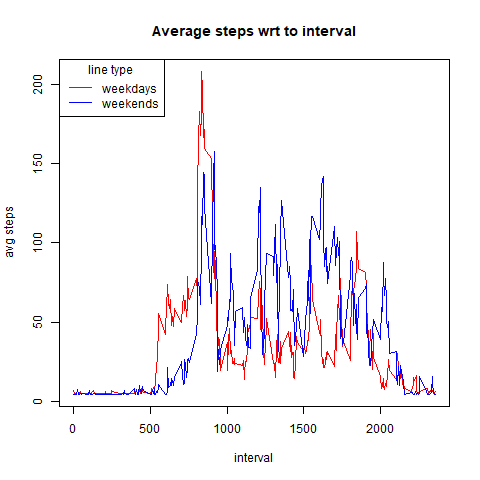 Average steps wrt to interval
line type
weekdays
weekends
avg steps
200
150
100
50
0
0 500 1000 1500 2000
interval